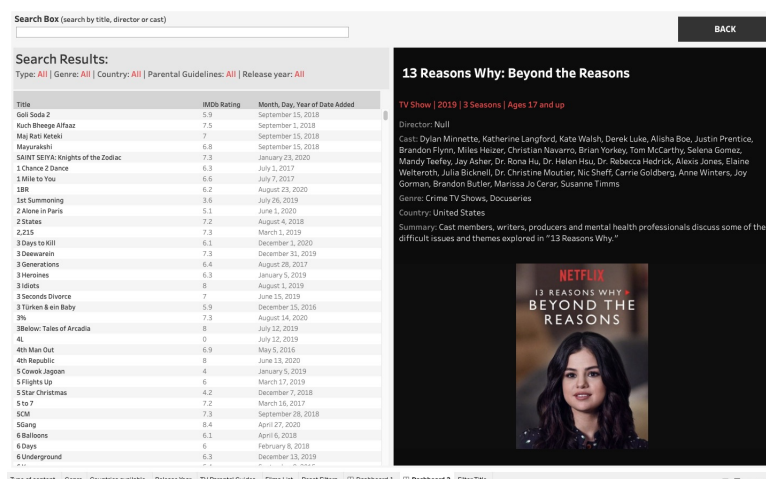 Search Box (search by title, director or cast)
BACK
Search Results:
Type: All | Genre: All | Country: All | Parental Guidelines: All | Release year: All
Title IMDb Rating Month, Day, Year of Date Added
Goli Soda 2 5.9 September 15, 2018
Kuch Bheege Alfaaz 7.5 September 1, 2018
Maj Rati Keteki 7 September 15, 2018
Mayurakshi 6.8 September 15, 2018
SAINT SEIYA: Knights of the Zodiac 7.3 January 23, 2020
1 Chance 2 Dance 6.3 July 1, 2017
1 Mile to You 6.6 July 7, 2017
1BR 6.2 August 23, 2020
1st Summoning 3.6 July 26, 2019
2 Alone in Paris 5.1 June 1, 2020
2 States 7.2 August 4, 2018
2,215 7.3 March 1, 2019
3 Days to Kill 6.1 December 1, 2020
3 Deewarein 7.3 December 31, 2019
3 Generations 6.4 August 28, 2017
3 Heroines 6.3 January 5, 2019
3 Idiots 8 August 1, 2019
3 Seconds Divorce 7 June 15, 2019
3 Türken & ein Baby 5.9 December 15, 2016
3% 7.3 August 14, 2020
3Below: Tales of Arcadia 8 July 12, 2019
4L 0 July 12, 2019
4th Man Out 6.9 May 5, 2016
4th Republic 8 June 13, 2020
5 Cowok Jagoan 4 January 5, 2019
5 Flights Up 6 March 17, 2019
5 Star Christmas 4.2 December 7, 2018
5 to 7 7.2 March 16, 2017
5CM 7.3 September 28, 2018
5Gang 8.4 April 27, 2020
6 Balloons 6.1 April 6, 2018
6 Days 6 February 8, 2018
6 Underground 6.3 December 13, 2019
13 Reasons Why: Beyond the Reasons
TV Show | 2019 | 3 Seasons | Ages 17 and up
Director: Null
Cast: Dylan Minnette, Katherine Langford, Kate Walsh, Derek Luke, Alisha Boe, Justin Prentice,
Brandon Flynn, Miles Heizer, Christian Navarro, Brian Yorkey, Tom McCarthy, Selena Gomez,
Mandy Teefey, Jay Asher, Dr. Rona Hu, Dr. Helen Hsu, Dr. Rebecca Hedrick, Alexis Jones, Elaine
Welteroth, Julia Bicknell, Dr. Christine Moutier, Nic Sheff, Carrie Goldberg, Anne Winters, Joy
Gorman, Brandon Butler, Marissa Jo Cerar, Susanne Timms
Genre: Crime TV Shows, Docuseries
Country: United States
Summary: Cast members, writers, producers and mental health professionals discuss some of the
difficult issues and themes explored in "13 Reasons Why."
NETFLIX
13 REASONS WHY
BEYOND THE
REASONS